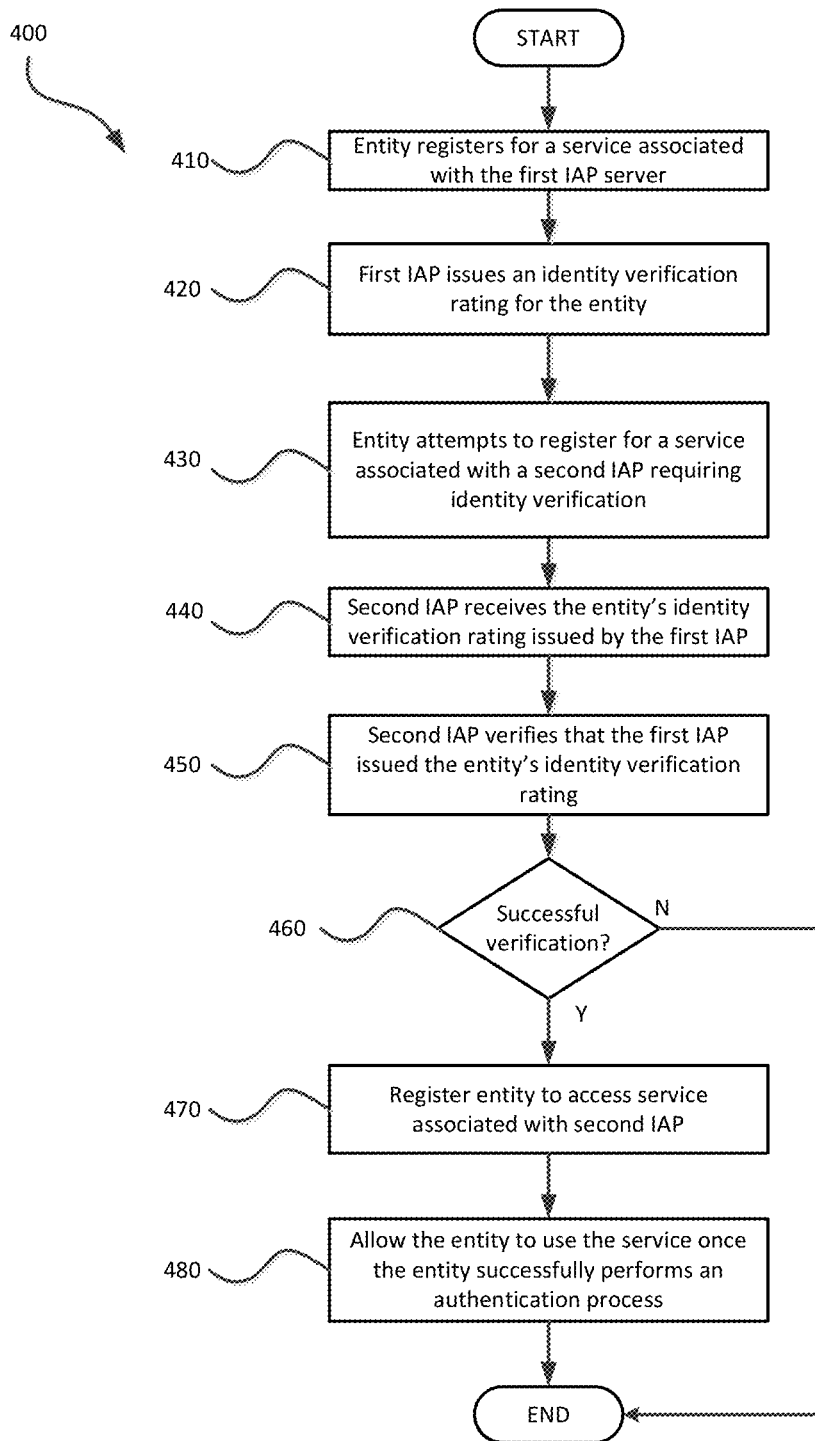 400
START
410
Entity registers for a service associated
with the first IAP server
420
First IAP issues an identity verification
rating for the entity
430
Entity attempts to register for a service
associated with a second IAP requiring
identity verification
440
Second IAP receives the entity's identity
verification rating issued by the first IAP
450
Second IAP verifies that the first IAP
issued the entity's identity verification
rating
460
Successful
verification?
N
Y
470
Register entity to access service
associated with second IAP
480
Allow the entity to use the service once
the entity successfully performs an
authentication process
END